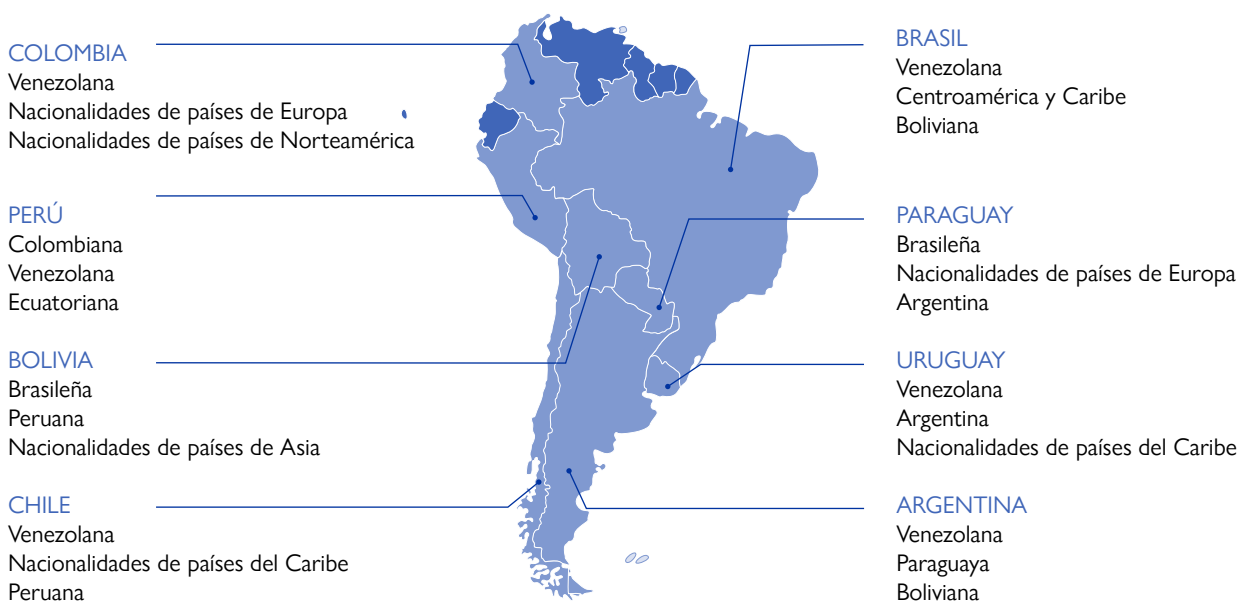 COLOMBIA
Venezolana
Nacionalidades de países de Europa
Nacionalidades de países de Norteamérica
PERÚ
Colombiana
Venezolana
Ecuatoriana
BOLIVIA
Brasileña
Peruana
Nacionalidades de países de Asia
CHILE
Venezolana
Nacionalidades de países del Caribe
Peruana
BRASIL
Venezolana
Centroamérica y Caribe
Boliviana
PARAGUAY
Brasileña
Nacionalidades de países de Europa
Argentina
URUGUAY
Venezolana
Argentina
Nacionalidades de países del Caribe
ARGENTINA
Venezolana
Paraguaya
Boliviana